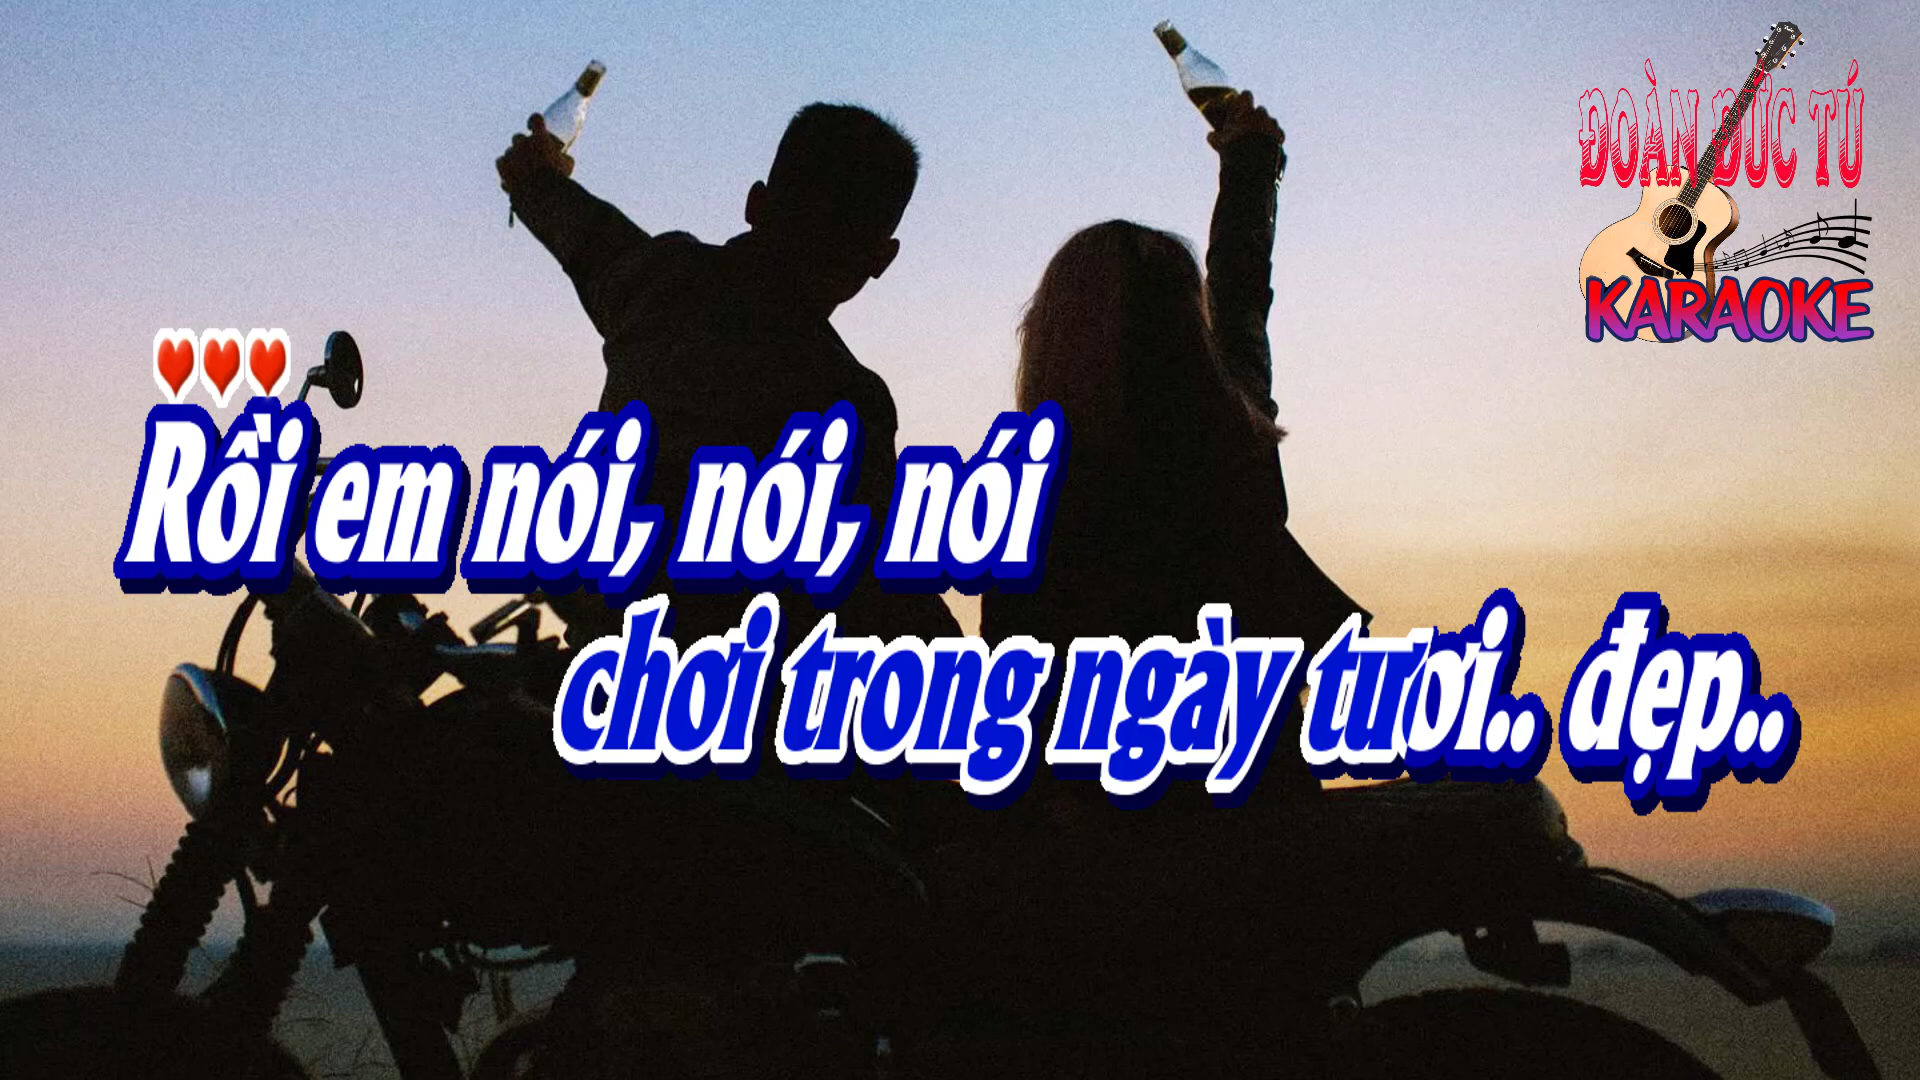 ĐOÀN ĐỨC TÚ
KARAOKE
Rồi em nói, nói, nói
chơi trong ngày tươi.. đẹp..